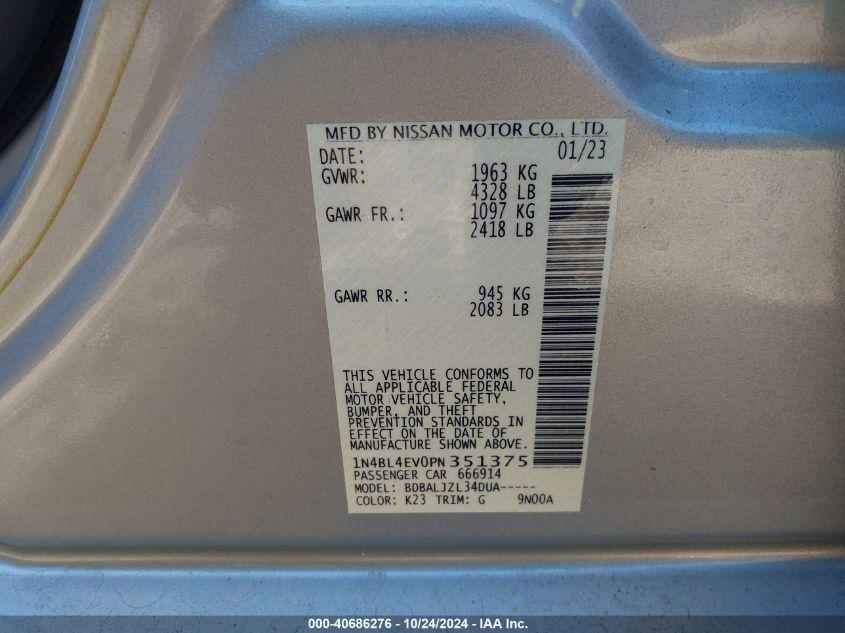 MFD BY NISSAN MOTOR CO., LTD.
DATE: 01/23
GVWR: 1963 KG
4328 LB
GAWR FR.: 1097 KG
2418 LB
GAWR RR.: 945 KG
2083 LB
THIS VEHICLE CONFORMS TO
ALL APPLICABLE FEDERAL
MOTOR VEHICLE SAFETY,
BUMPER, AND THEFT
PREVENTION STANDARDS IN
EFFECT ON THE DATE OF
MANUFACTURE SHOWN ABOVE.
1N4BL4EV0PN351375
PASSENGER CAR 666914
MODEL: BDBALJZL34DUA-----
COLOR: K23 TRIM: G 9N00A
000-40686276 - 10/24/2024 - IAA Inc.